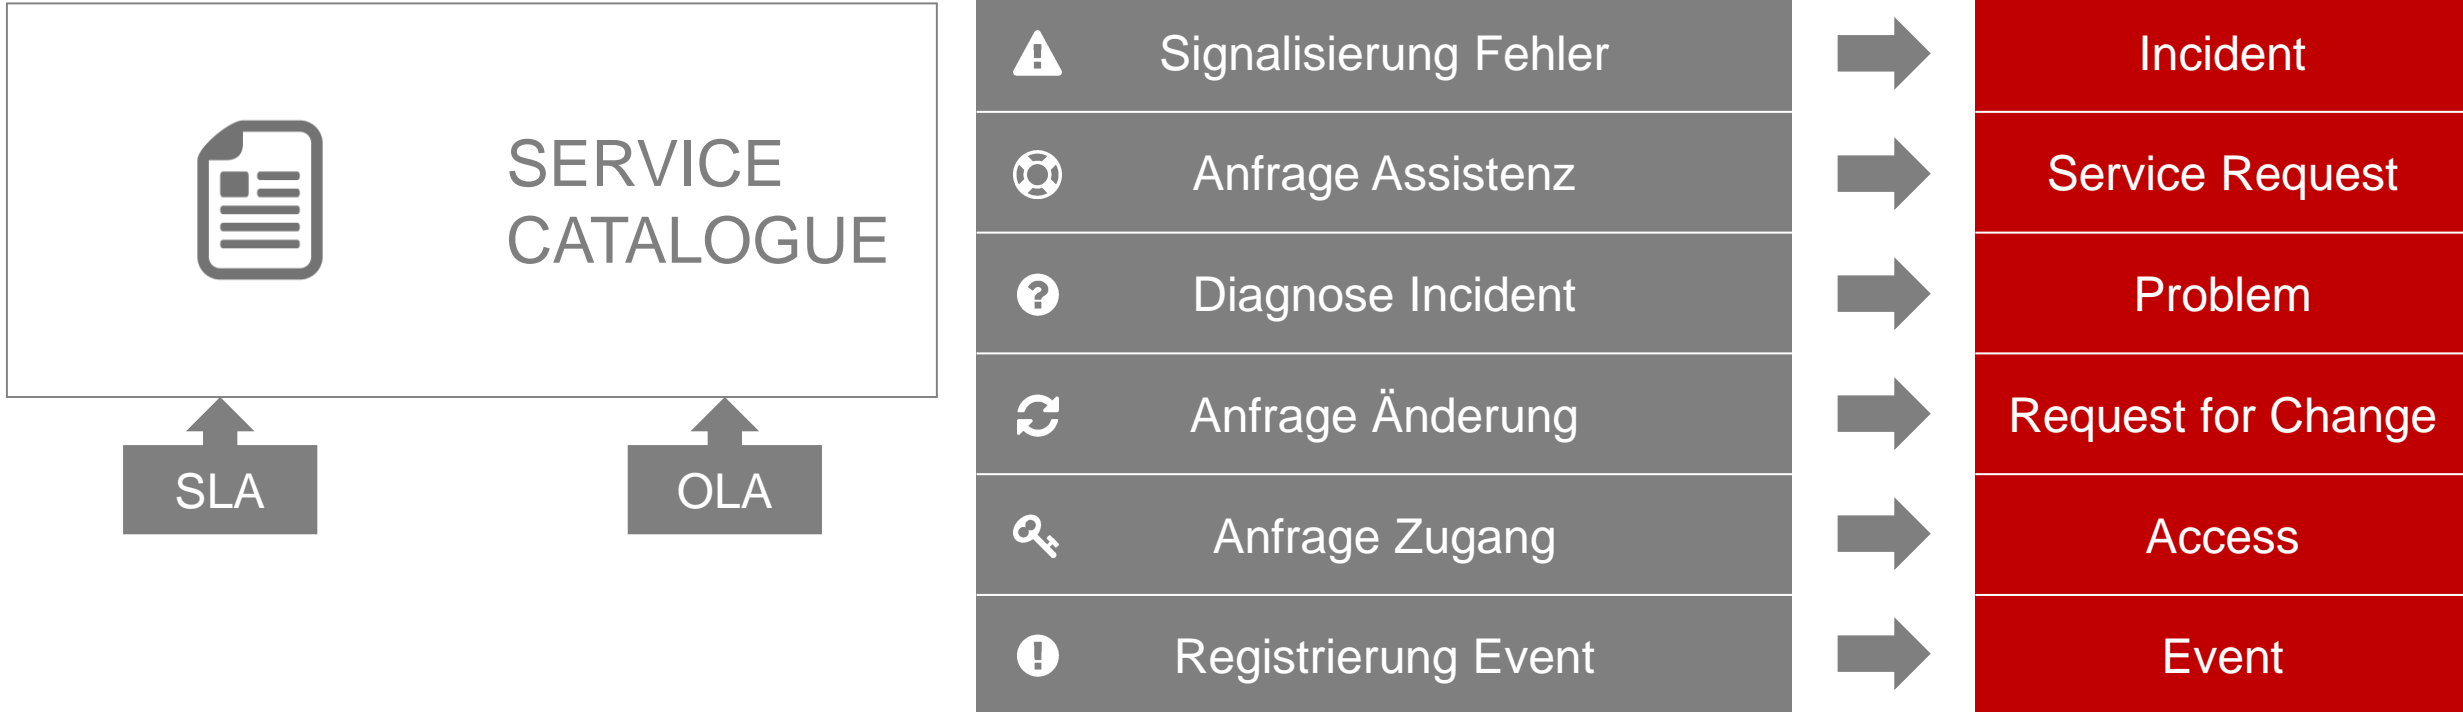 SERVICE
CATALOGUE
SLA
OLA
Signalisierung Fehler
Incident
Anfrage Assistenz
Service Request
Diagnose Incident
Problem
Anfrage Änderung
Request for Change
Anfrage Zugang
Access
Registrierung Event
Event